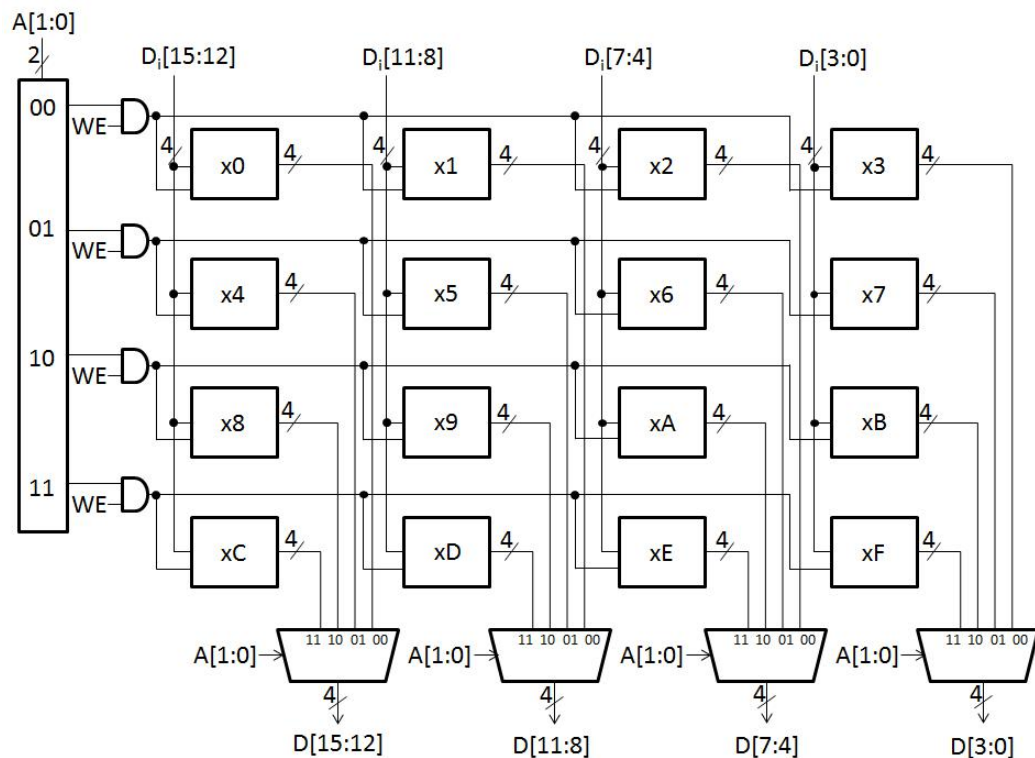 A[1:0]
2
Di[15:12] Di[11:8] Di[7:4] Di[3:0]
00
WE
4 x0 4 4 x1 4 4 x2 4 4 x3 4
01
WE
x4 4 x5 4 x6 4 x7 4
10
WE
x8 4 x9 4 xA 4 xB 4
11
WE
xC 4 xD 4 xE 4 xF 4
11 10 01 00 11 10 01 00 11 10 01 00 11 10 01 00
A[1:0] A[1:0] A[1:0] A[1:0]
4 4 4 4
D[15:12] D[11:8] D[7:4] D[3:0]